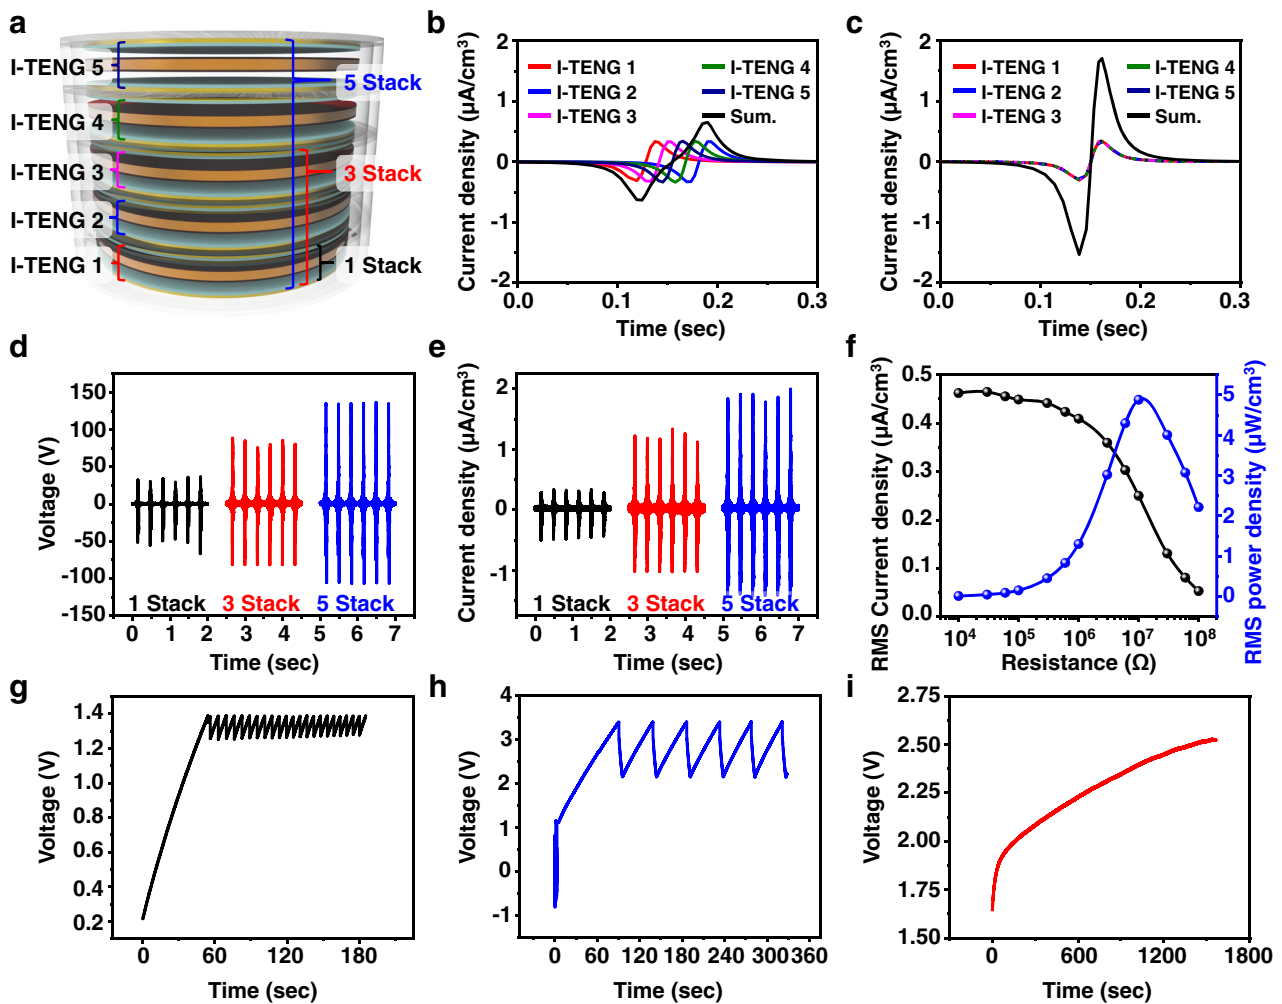 a
I-TENG 5
I-TENG 4
I-TENG 3
I-TENG 2
I-TENG 1
5 Stack
3 Stack
1 Stack
b
Current density (μA/cm³)
2
1
0
-1
-2
I-TENG 1
I-TENG 2
I-TENG 3
I-TENG 4
I-TENG 5
Sum.
0.0 0.1 0.2 0.3
Time (sec)
c
Current density (μA/cm³)
2
1
0
-1
-2
I-TENG 1
I-TENG 2
I-TENG 3
I-TENG 4
I-TENG 5
Sum.
0.0 0.1 0.2 0.3
Time (sec)
d
Voltage (V)
150
100
50
0
-50
-100
-150
1 Stack 3 Stack 5 Stack
0 1 2 3 4 5 6 7
Time (sec)
e
Current density (μA/cm³)
2
1
0
-1
1 Stack 3 Stack 5 Stack
0 1 2 3 4 5 6 7
Time (sec)
f
RMS Current density (μA/cm³)
0.5
0.4
0.3
0.2
0.1
0.0
RMS power density (μW/cm³)
5
4
3
2
1
0
10⁴ 10⁵ 10⁶ 10⁷ 10⁸
Resistance (Ω)
g
Voltage (V)
1.4
1.2
1.0
0.8
0.6
0.4
0.2
0 60 120 180
Time (sec)
h
Voltage (V)
4
3
2
1
0
-1
0 60 120 180 240 300 360
Time (sec)
i
Voltage (V)
2.75
2.50
2.25
2.00
1.75
1.50
0 600 1200 1800
Time (sec)